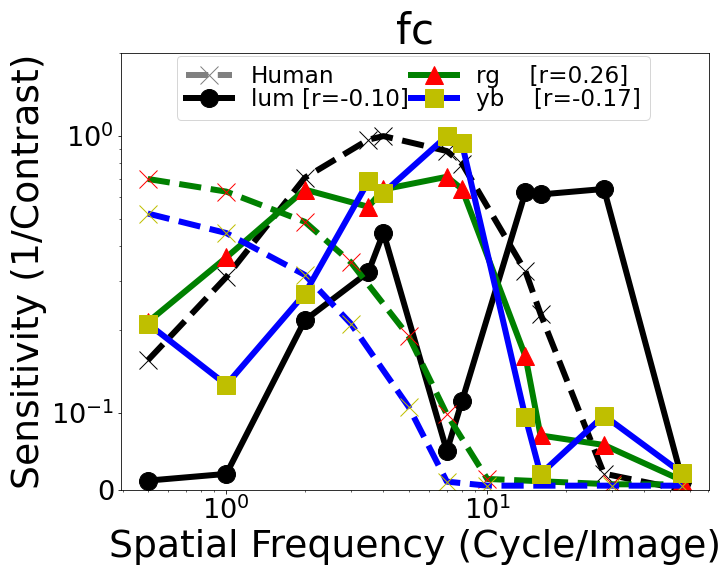 fc
Human
rg [r=0.26]
lum [r=-0.10]
yb [r=-0.17]
Sensitivity (1/Contrast)
10⁰
10⁻¹
0
10⁰ 10¹
Spatial Frequency (Cycle/Image)